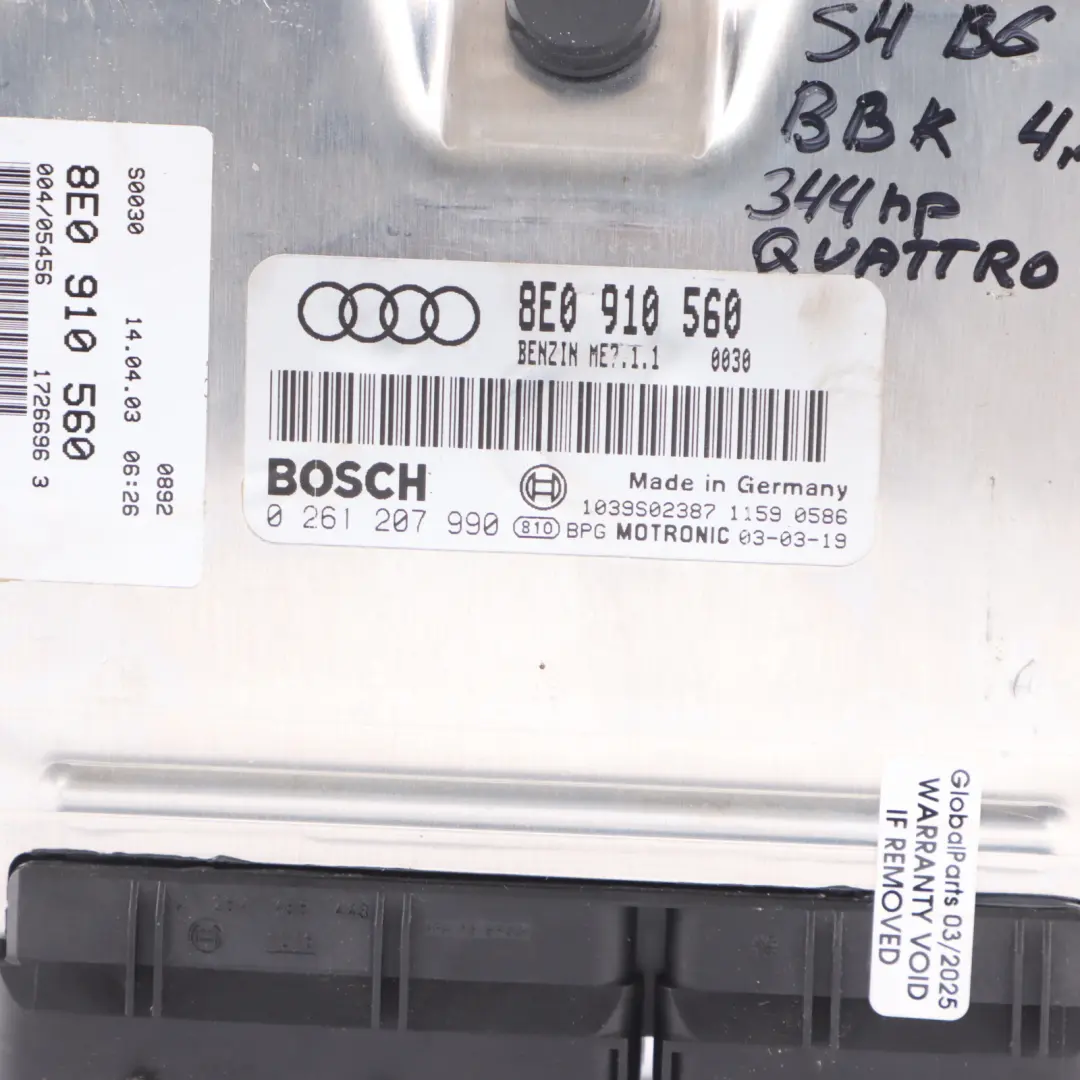 S4 B6
BBK 4
344hp
QUATTRO
8E0 910 560
BENZIN ME7.1.1 0030
BOSCH
Made in Germany
1039S02387 1159 0586
0 261 207 990 810 BPG MOTRONIC 03-03-19
0892
S0030 14.04.03 06:26
8E0 910 560
004/05456 1726696 3
GlobalParts 03/2025
WARRANTY VOID
IF REMOVED